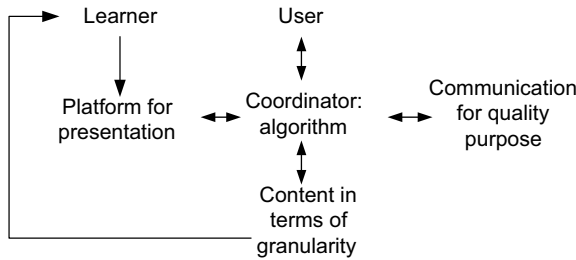 Learner
User
Platform for
presentation
Coordinator:
algorithm
Communication
for quality
purpose
Content in
terms of
granularity